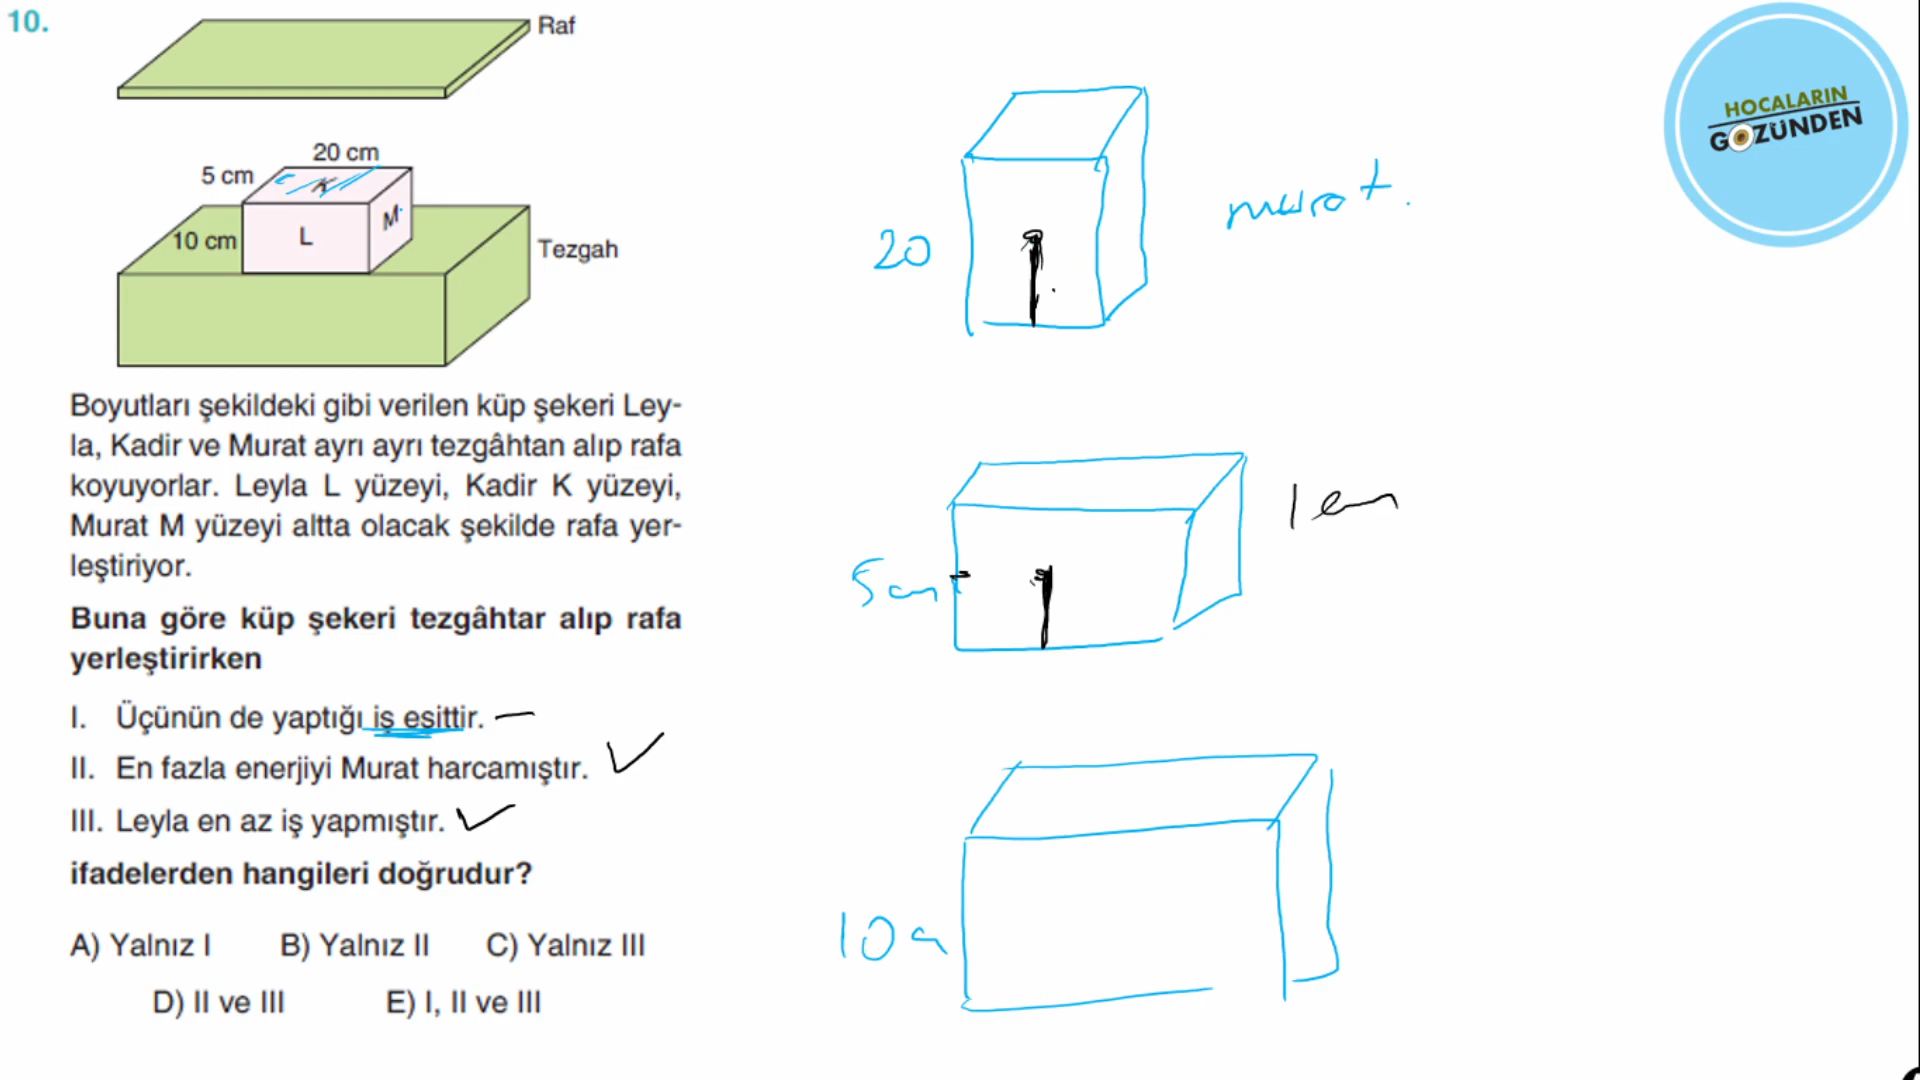 10.
Raf
20 cm
5 cm
K
M
10 cm
L
Tezgah
Boyutları şekildeki gibi verilen küp şekeri Ley-
la, Kadir ve Murat ayrı ayrı tezgâhtan alıp rafa
koyuyorlar. Leyla L yüzeyi, Kadir K yüzeyi,
Murat M yüzeyi altta olacak şekilde rafa yer-
leştiriyor.
Buna göre küp şekeri tezgâhtar alıp rafa
yerleştirirken
I. Üçünün de yaptığı iş eşittir.
II. En fazla enerjiyi Murat harcamıştır.
III. Leyla en az iş yapmıştır.
ifadelerden hangileri doğrudur?
A) Yalnız I B) Yalnız II C) Yalnız III
D) II ve III E) I, II ve III
20
murat.
5 cm
10
HOCALARIN
GÖZÜNDEN